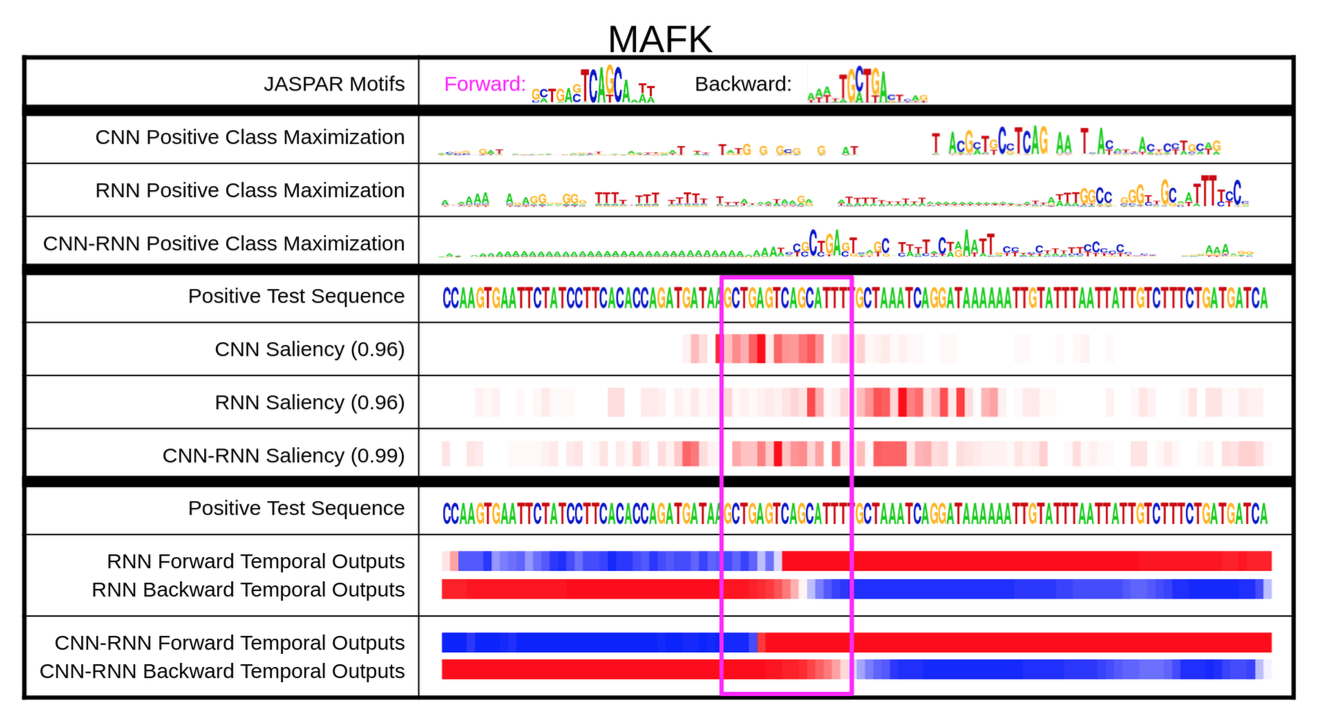 MAFK
JASPAR Motifs
Forward:
Backward:
CNN Positive Class Maximization
RNN Positive Class Maximization
CNN-RNN Positive Class Maximization
Positive Test Sequence
CCAAGTGAATTCTATCCTTCACACCAGATGATAAGCTGAGTCAGCATTTTGCTAAATCAGGATAAAAAATTGTATTTAATTATTGTCTTTCTGATGATCA
CNN Saliency (0.96)
RNN Saliency (0.96)
CNN-RNN Saliency (0.99)
Positive Test Sequence
CCAAGTGAATTCTATCCTTCACACCAGATGATAAGCTGAGTCAGCATTTTGCTAAATCAGGATAAAAAATTGTATTTAATTATTGTCTTTCTGATGATCA
RNN Forward Temporal Outputs
RNN Backward Temporal Outputs
CNN-RNN Forward Temporal Outputs
CNN-RNN Backward Temporal Outputs